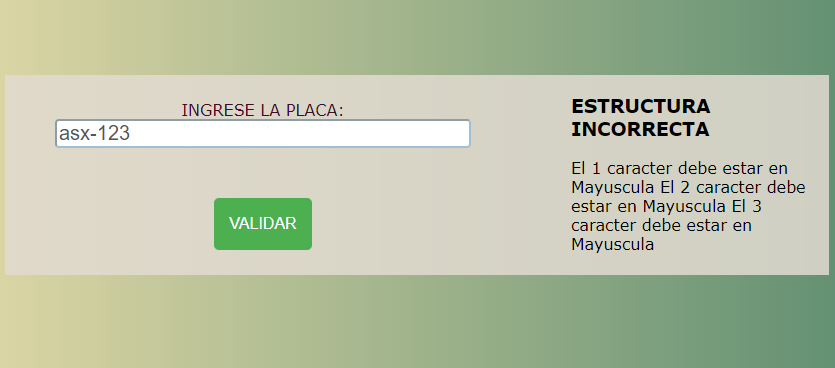 INGRESE LA PLACA:
asx-123
VALIDAR
ESTRUCTURA
INCORRECTA
El 1 caracter debe estar en
Mayuscula El 2 caracter debe
estar en Mayuscula El 3
caracter debe estar en
Mayuscula